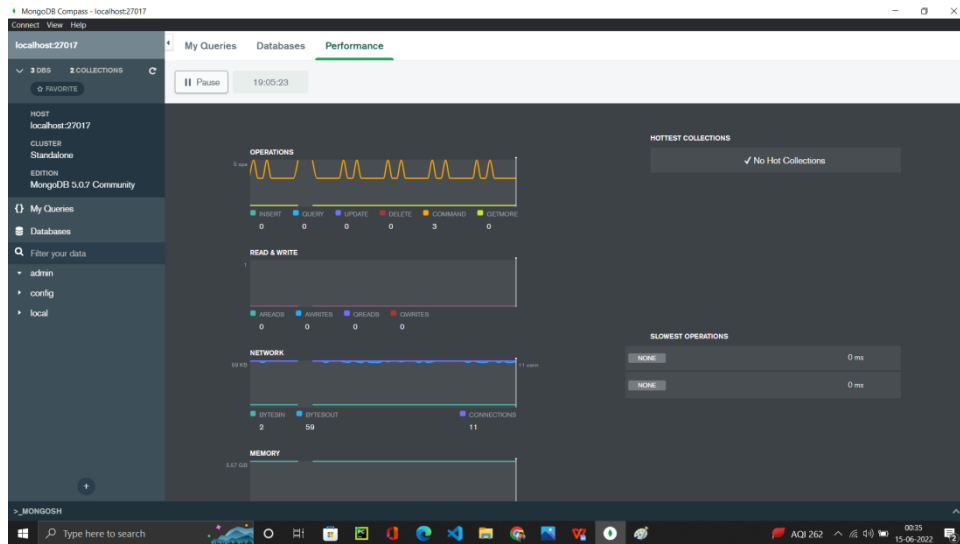 MongoDB Compass - localhost:27017
Connect View Help
localhost:27017
3 DBS 2 COLLECTIONS
FAVORITE
HOST
localhost:27017
CLUSTER
Standalone
EDITION
MongoDB 5.0.7 Community
{} My Queries
Databases
Filter your data
admin
config
local
+
>_MONGOSH
My Queries Databases Performance
Pause 19:05:23
OPERATIONS
INSERT QUERY UPDATE DELETE COMMAND GETMORE
0 0 0 0 3 0
READ & WRITE
1
AREADS AWRITES QREADS QWRITES
0 0 0 0
NETWORK
59 KB 11 conn
BYTESIN BYTESOUT CONNECTIONS
2 59 11
MEMORY
HOTTEST COLLECTIONS
✓ No Hot Collections
SLOWEST OPERATIONS
NONE 0 ms
NONE 0 ms
Type here to search
AQI 262
00:35
15-06-2022
2